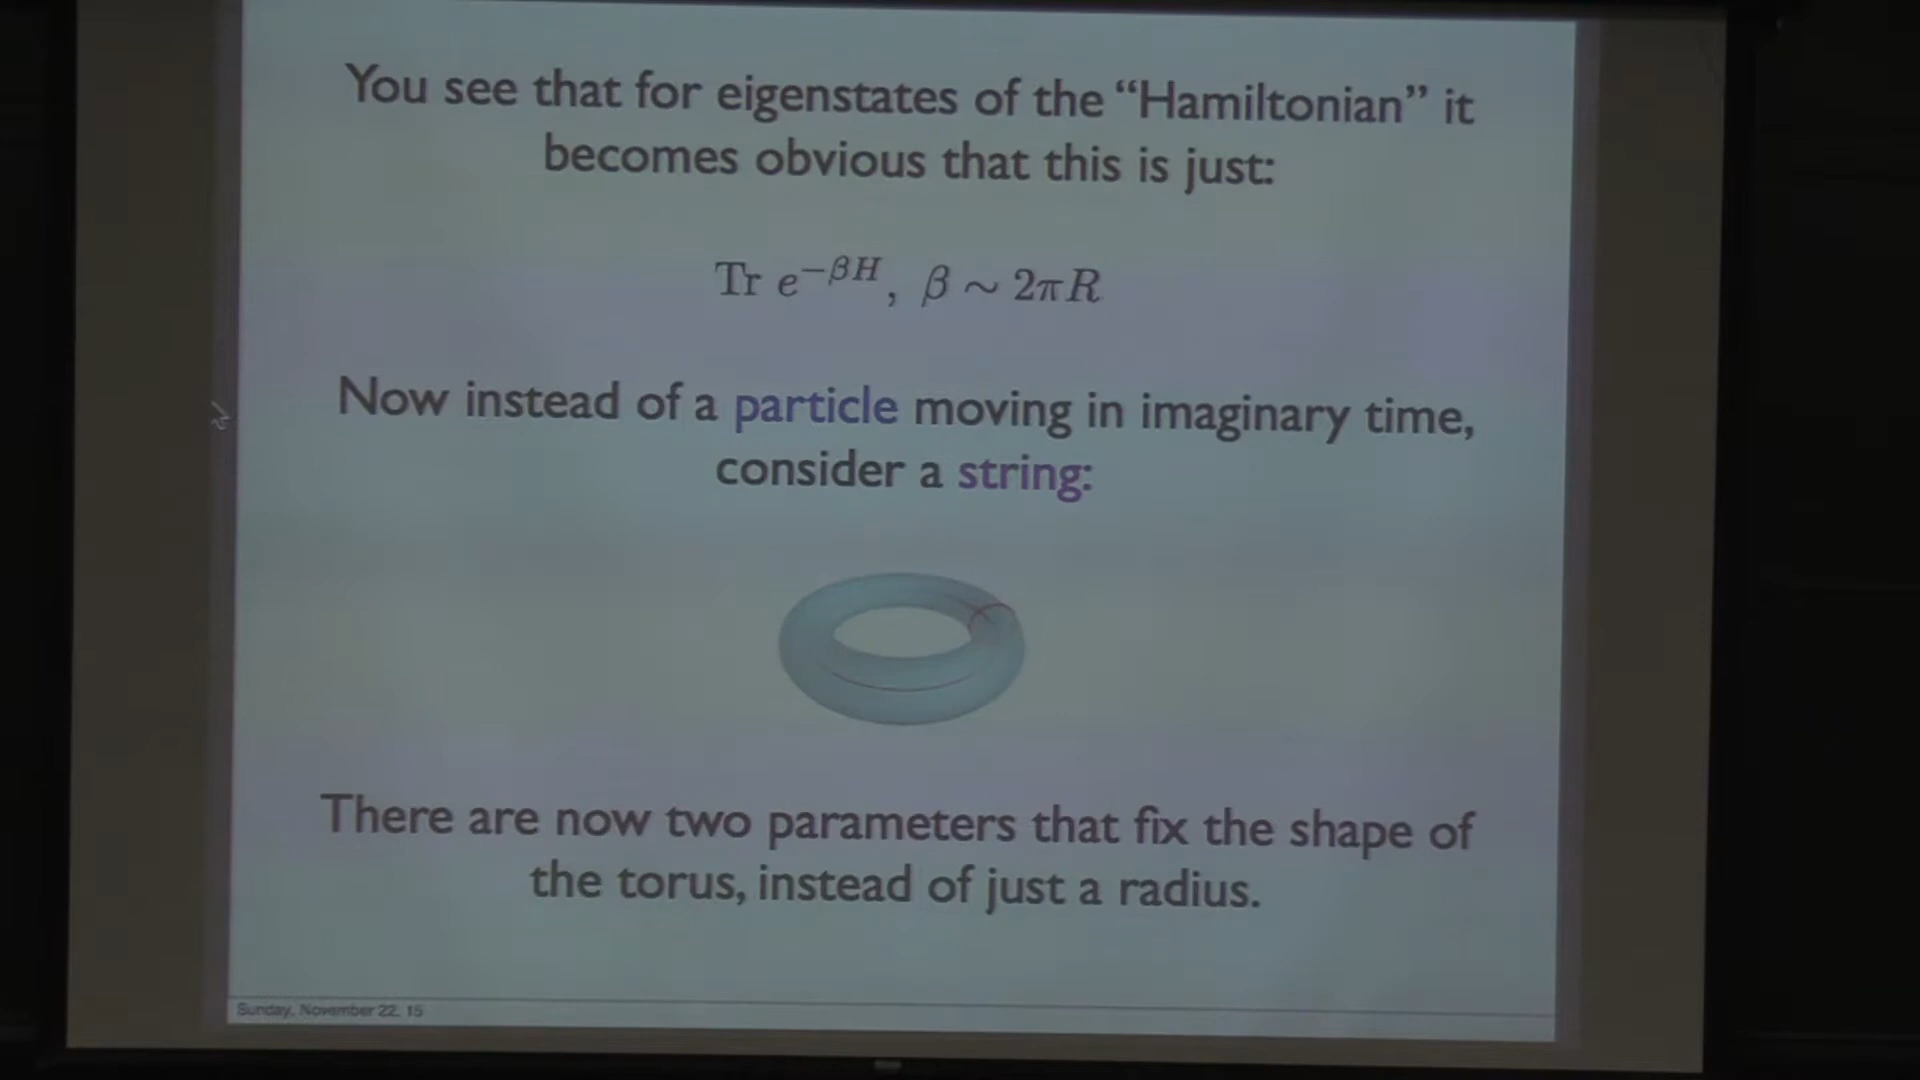 You see that for eigenstates of the “Hamiltonian” it
becomes obvious that this is just:
Tr e^{-βH}, β ~ 2πR
Now instead of a particle moving in imaginary time,
consider a string:
There are now two parameters that fix the shape of
the torus, instead of just a radius.
Sunday, November 22, 15